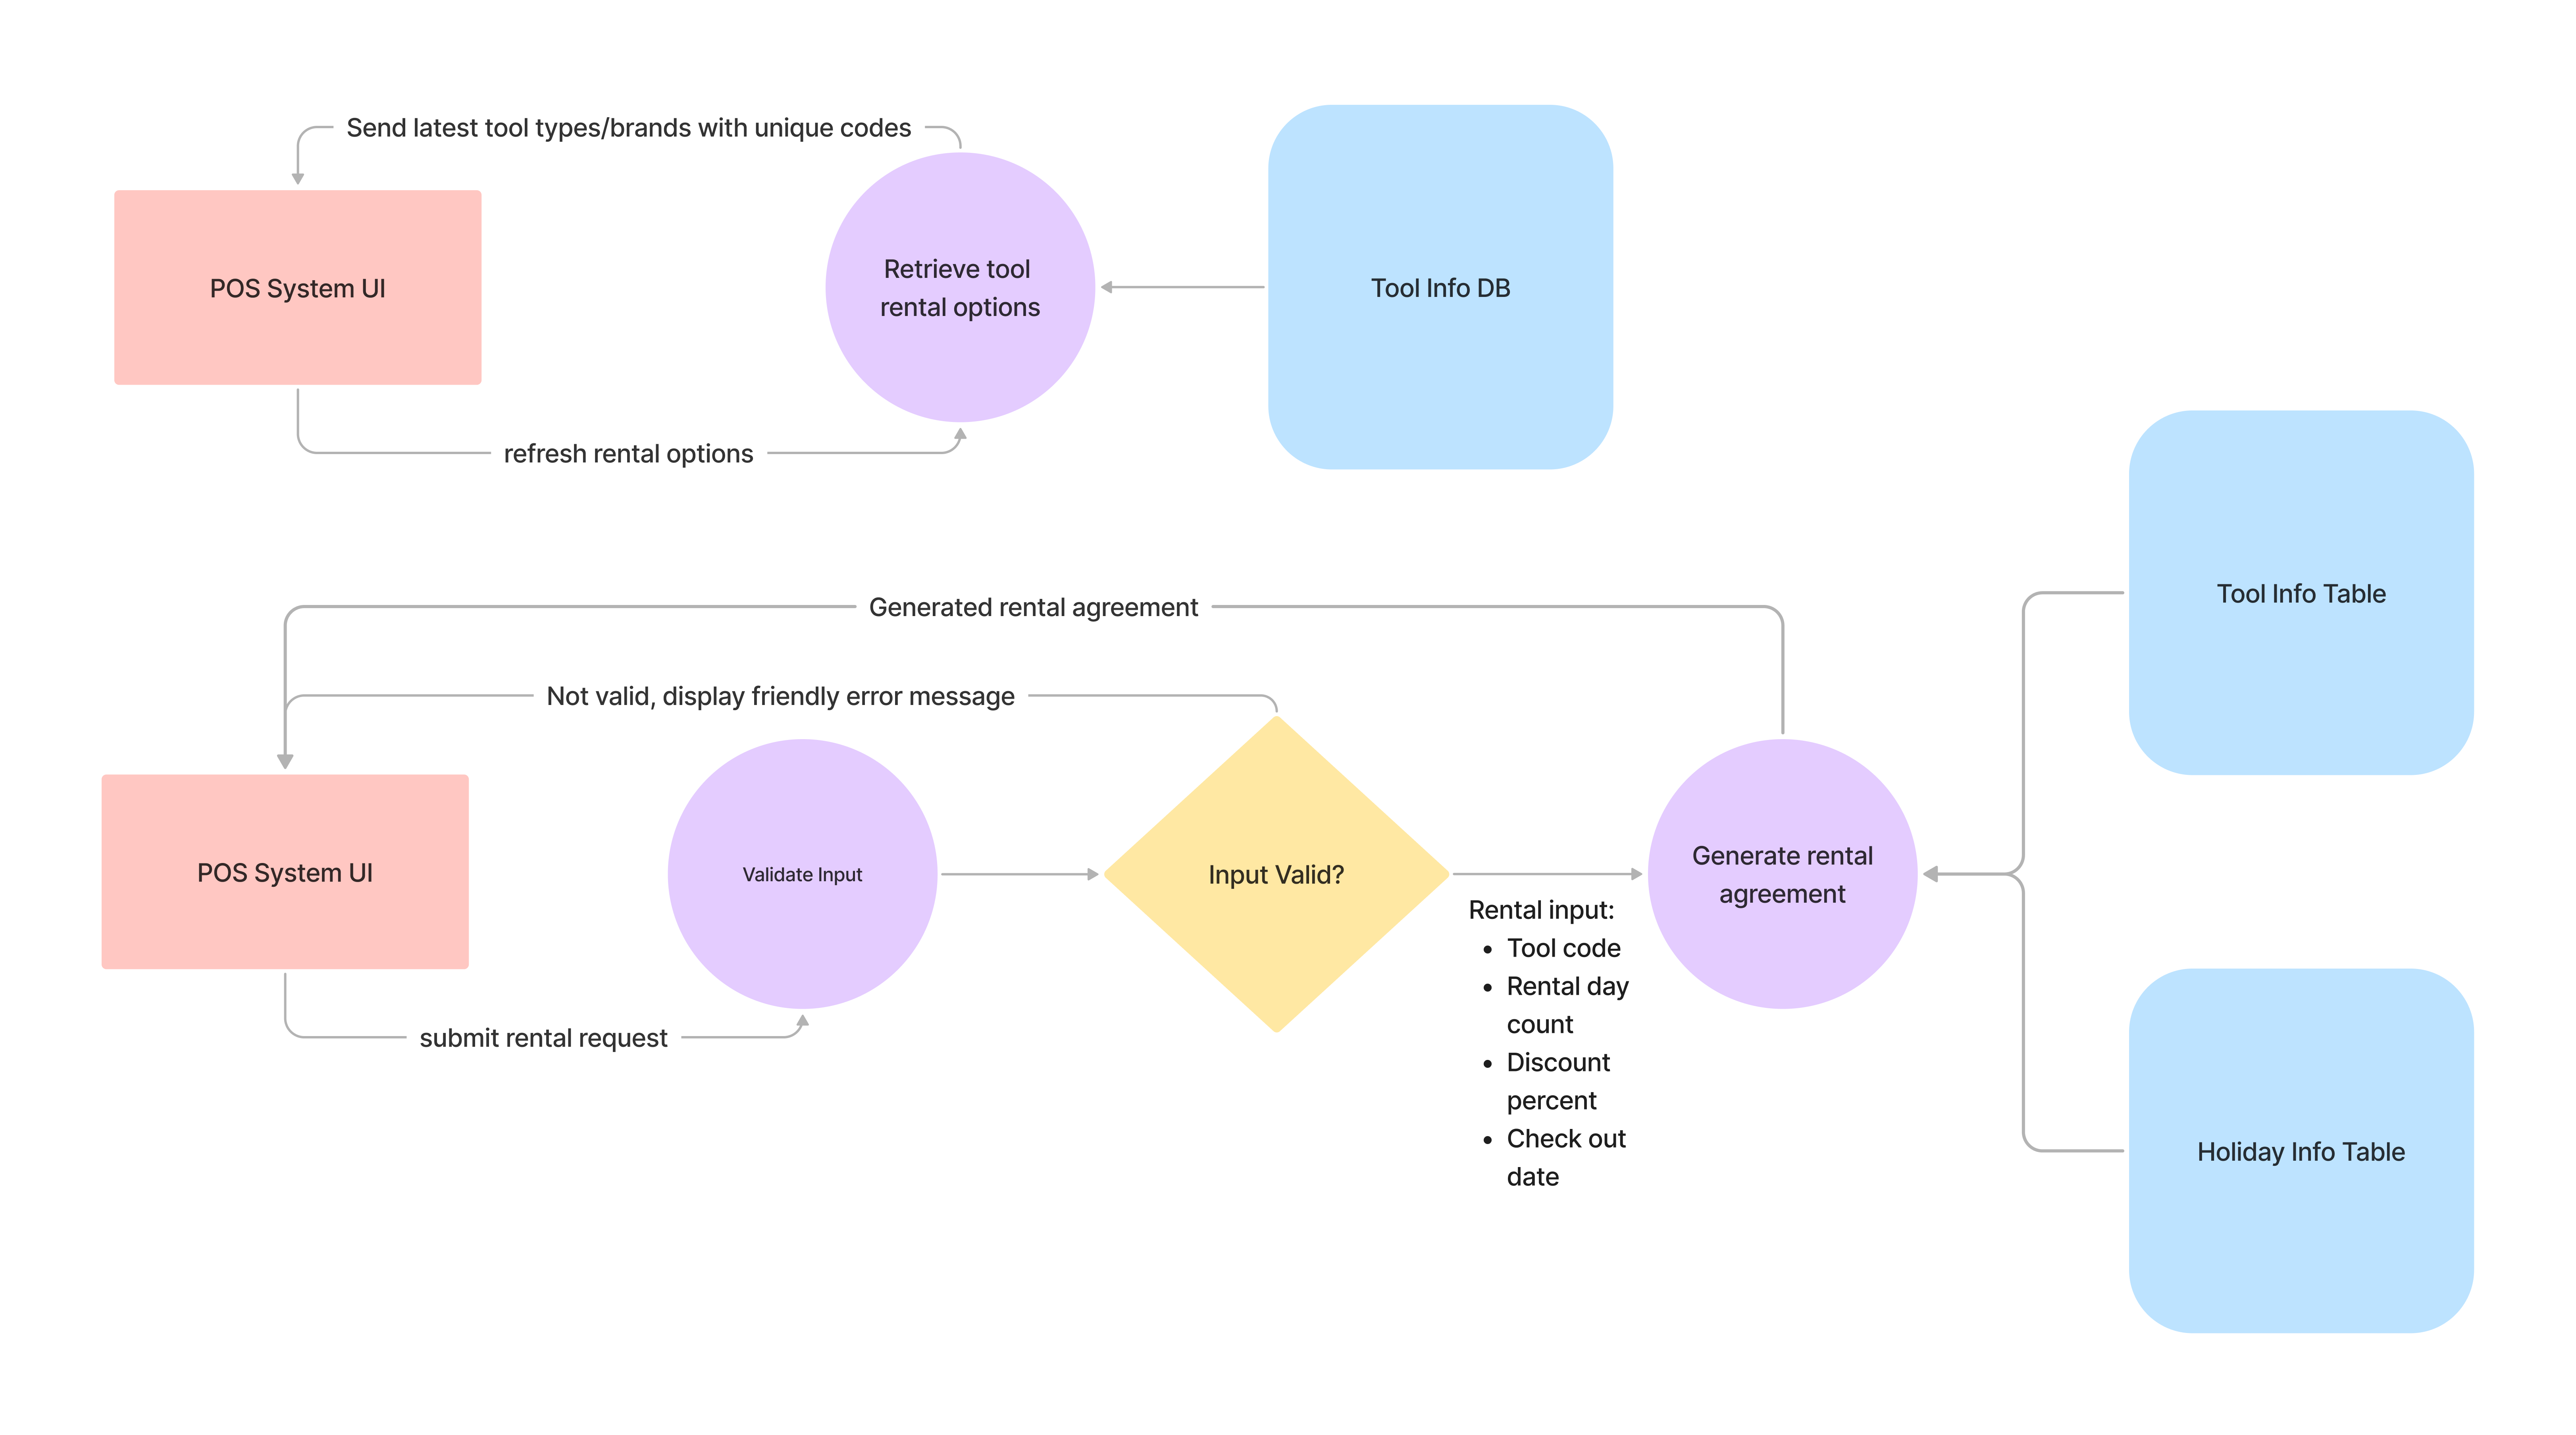 Send latest tool types/brands with unique codes
POS System UI
Retrieve tool
rental options
Tool Info DB
refresh rental options
Tool Info Table
Generated rental agreement
Not valid, display friendly error message
POS System UI
Validate Input
Input Valid?
Generate rental
agreement
Rental input:
• Tool code
• Rental day
count
• Discount
percent
• Check out
date
submit rental request
Holiday Info Table